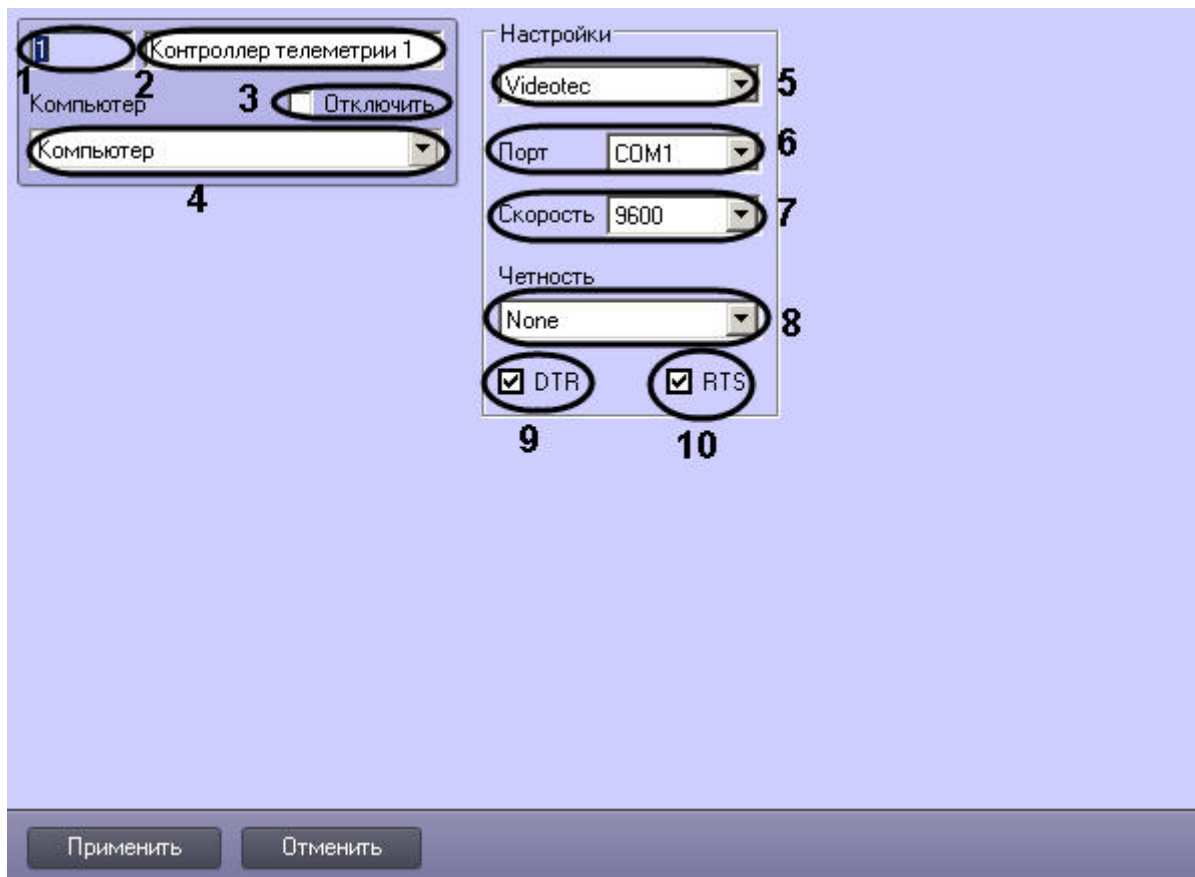 1 Контроллер телеметрии 1
1 2
Компьютер 3 Отключить
Компьютер
4
Настройки
Videotec 5
Порт COM1 6
Скорость 9600 7
Четность
None 8
DTR RTS
9 10
Применить Отменить